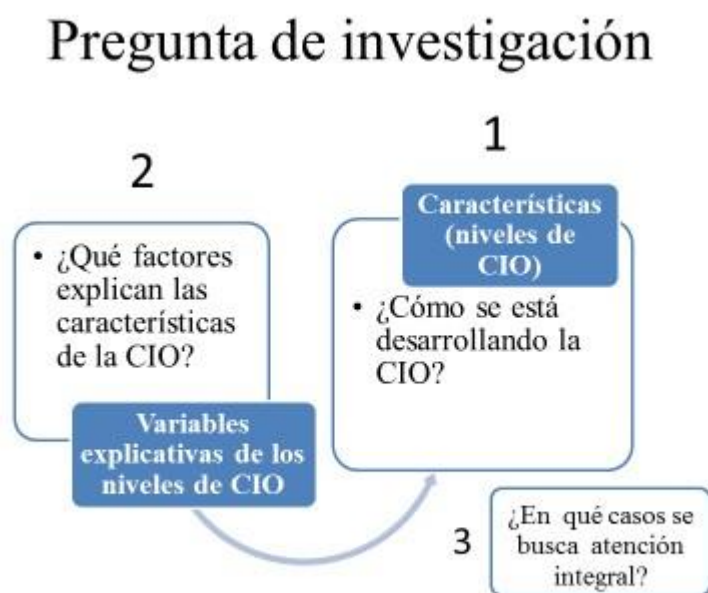 Pregunta de investigación
1
2
Características
(niveles de
CIO)
• ¿Cómo se está
desarrollando la
CIO?
• ¿Qué factores
explican las
características
de la CIO?
Variables
explicativas de los
niveles de CIO
3
¿En qué casos se
busca atención
integral?